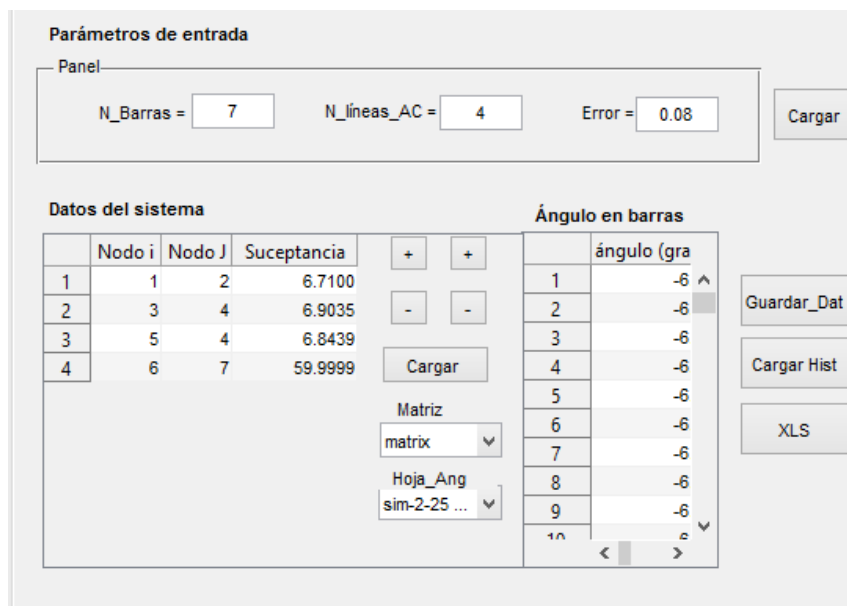 Parámetros de entrada
Panel
N_Barras = 7 N_líneas_AC = 4 Error = 0.08 Cargar
Datos del sistema
Ángulo en barras
Nodo i Nodo J Suceptancia
1 1 2 6.7100
2 3 4 6.9035
3 5 4 6.8439
4 6 7 59.9999
+ +
- -
Cargar
Matriz
matrix
Hoja_Ang
sim-2-25 ...
ángulo (gra
1 -6
2 -6
3 -6
4 -6
5 -6
6 -6
7 -6
8 -6
9 -6
10 -6
Guardar_Dat
Cargar Hist
XLS